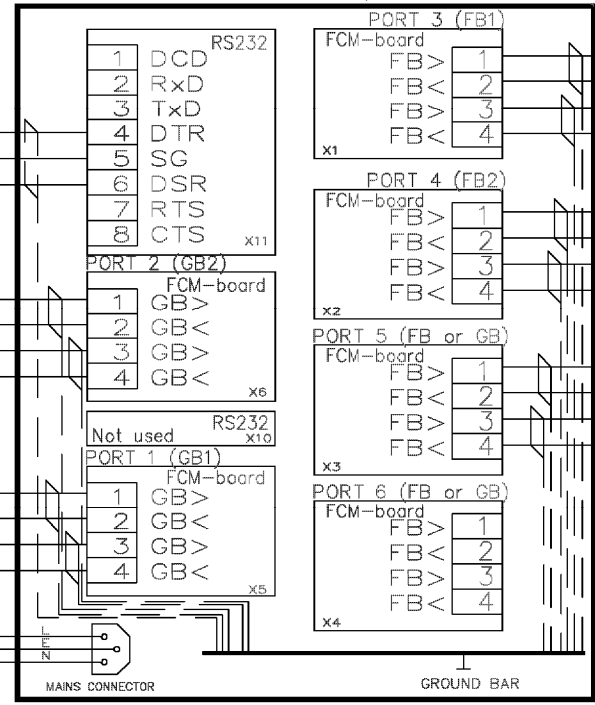 RS232
1 DCD
2 RxD
3 TxD
4 DTR
5 SG
6 DSR
7 RTS
8 CTS
X11
PORT 2 (GB2)
FCM-board
1 GB>
2 GB<
3 GB>
4 GB<
X6
RS232
Not used X10
PORT 1 (GB1)
FCM-board
1 GB>
2 GB<
3 GB>
4 GB<
X5
L
E
N
MAINS CONNECTOR
PORT 3 (FB1)
FCM-board
FB> 1
FB< 2
FB> 3
FB< 4
X1
PORT 4 (FB2)
FCM-board
FB> 1
FB< 2
FB> 3
FB< 4
X2
PORT 5 (FB or GB)
FCM-board
FB> 1
FB< 2
FB> 3
FB< 4
X3
PORT 6 (FB or GB)
FCM-board
FB> 1
FB< 2
FB> 3
FB< 4
X4
GROUND BAR